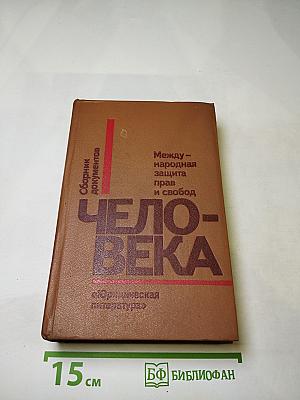 Сборник
документов
Между-
народная
защита
прав
и свобод
ЧЕЛО-
ВЕКА
«Юридическая
литература»
15 см
БФ БИБЛИОФАН